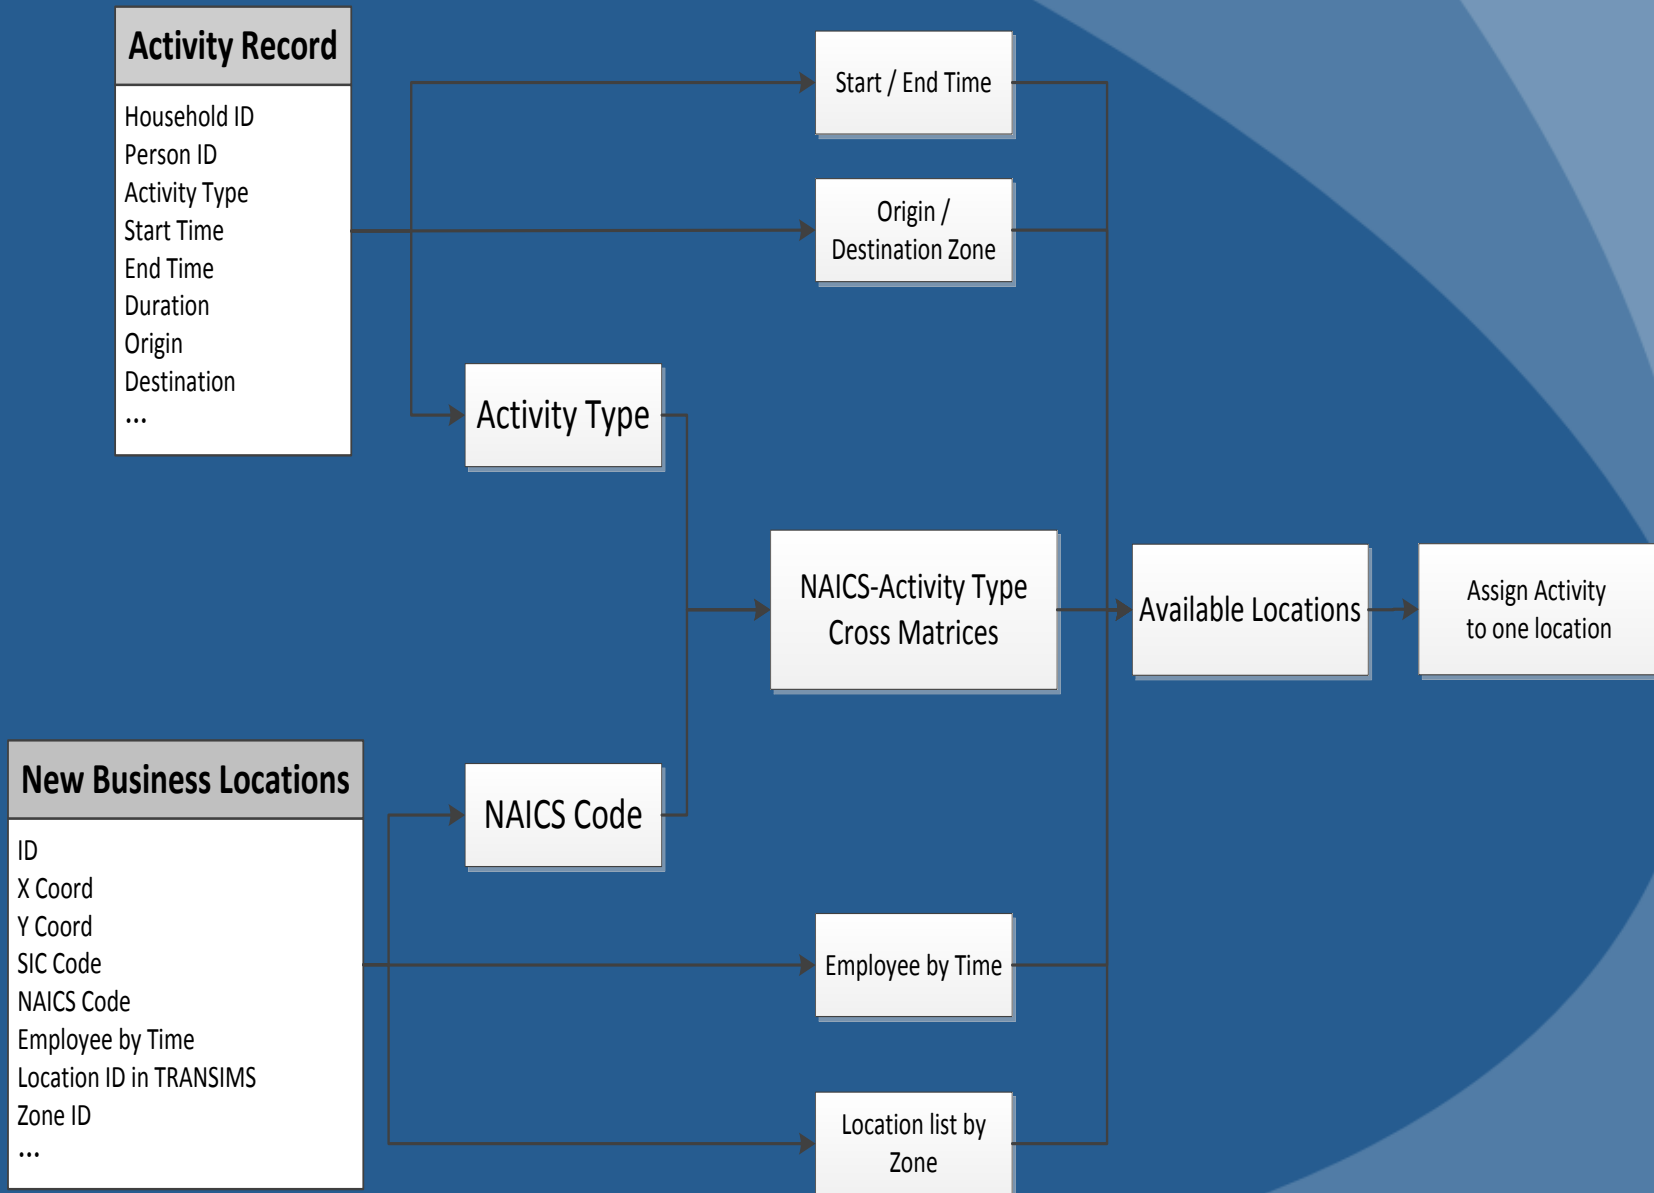 Activity Record
Household ID
Person ID
Activity Type
Start Time
End Time
Duration
Origin
Destination
...
Start / End Time
Origin /
Destination Zone
Activity Type
NAICS-Activity Type
Cross Matrices
Available Locations
Assign Activity
to one location
New Business Locations
ID
X Coord
Y Coord
SIC Code
NAICS Code
Employee by Time
Location ID in TRANSIMS
Zone ID
...
NAICS Code
Employee by Time
Location list by
Zone